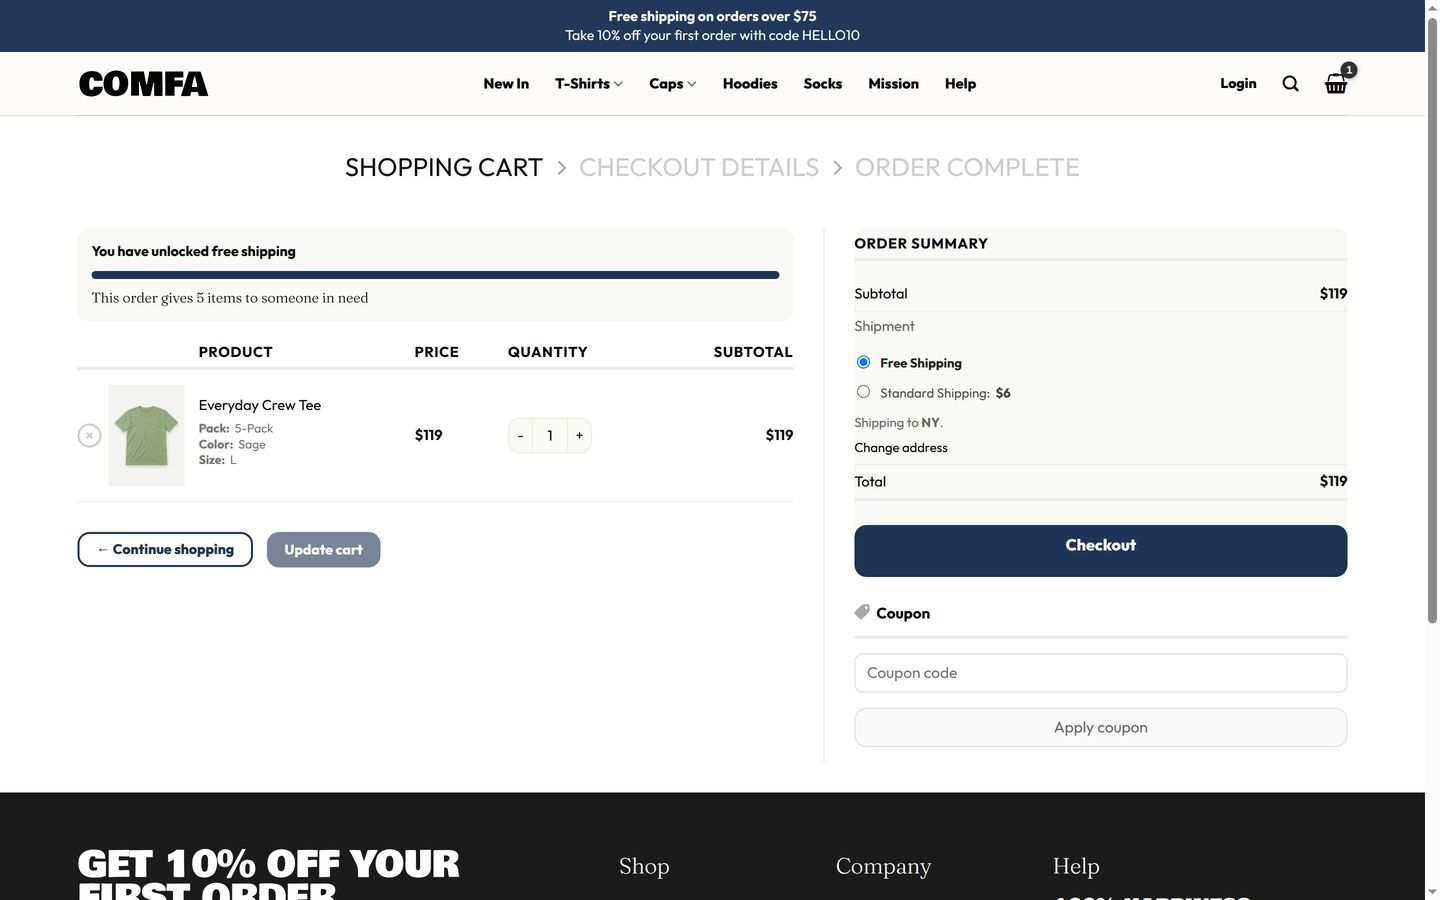 Free shipping on orders over $75
Take 10% off your first order with code HELLO10
COMFA
New In
T-Shirts
Caps
Hoodies
Socks
Mission
Help
Login
1
SHOPPING CART
CHECKOUT DETAILS
ORDER COMPLETE
You have unlocked free shipping
This order gives 5 items to someone in need
PRODUCT PRICE QUANTITY SUBTOTAL
×
Everyday Crew Tee
Pack: 5-Pack
Color: Sage
Size: L
$119
- 1 +
$119
← Continue shopping
Update cart
ORDER SUMMARY
Subtotal $119
Shipment
Free Shipping
Standard Shipping: $6
Shipping to NY.
Change address
Total $119
Checkout
Coupon
Coupon code
Apply coupon
GET 10% OFF YOUR
FIRST ORDER
Shop
Company
Help
100% HAPPINESS